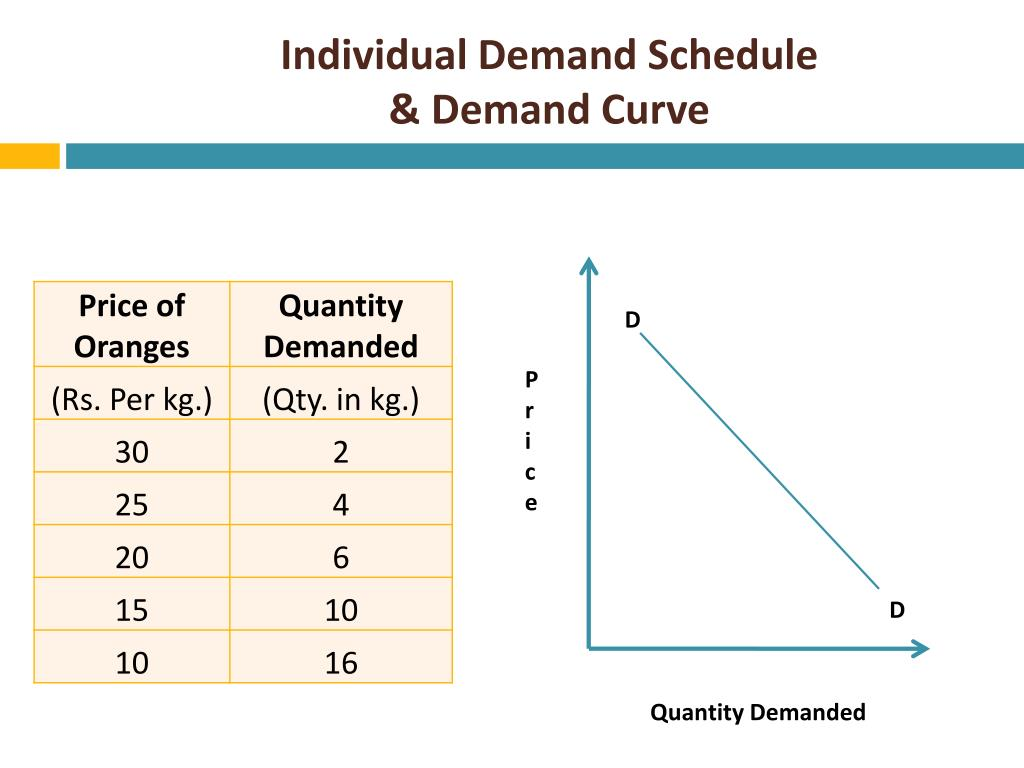 Individual Demand Schedule
& Demand Curve
Price of Oranges Quantity Demanded
(Rs. Per kg.) (Qty. in kg.)
30 2
25 4
20 6
15 10
10 16
D
Price
D
Quantity Demanded